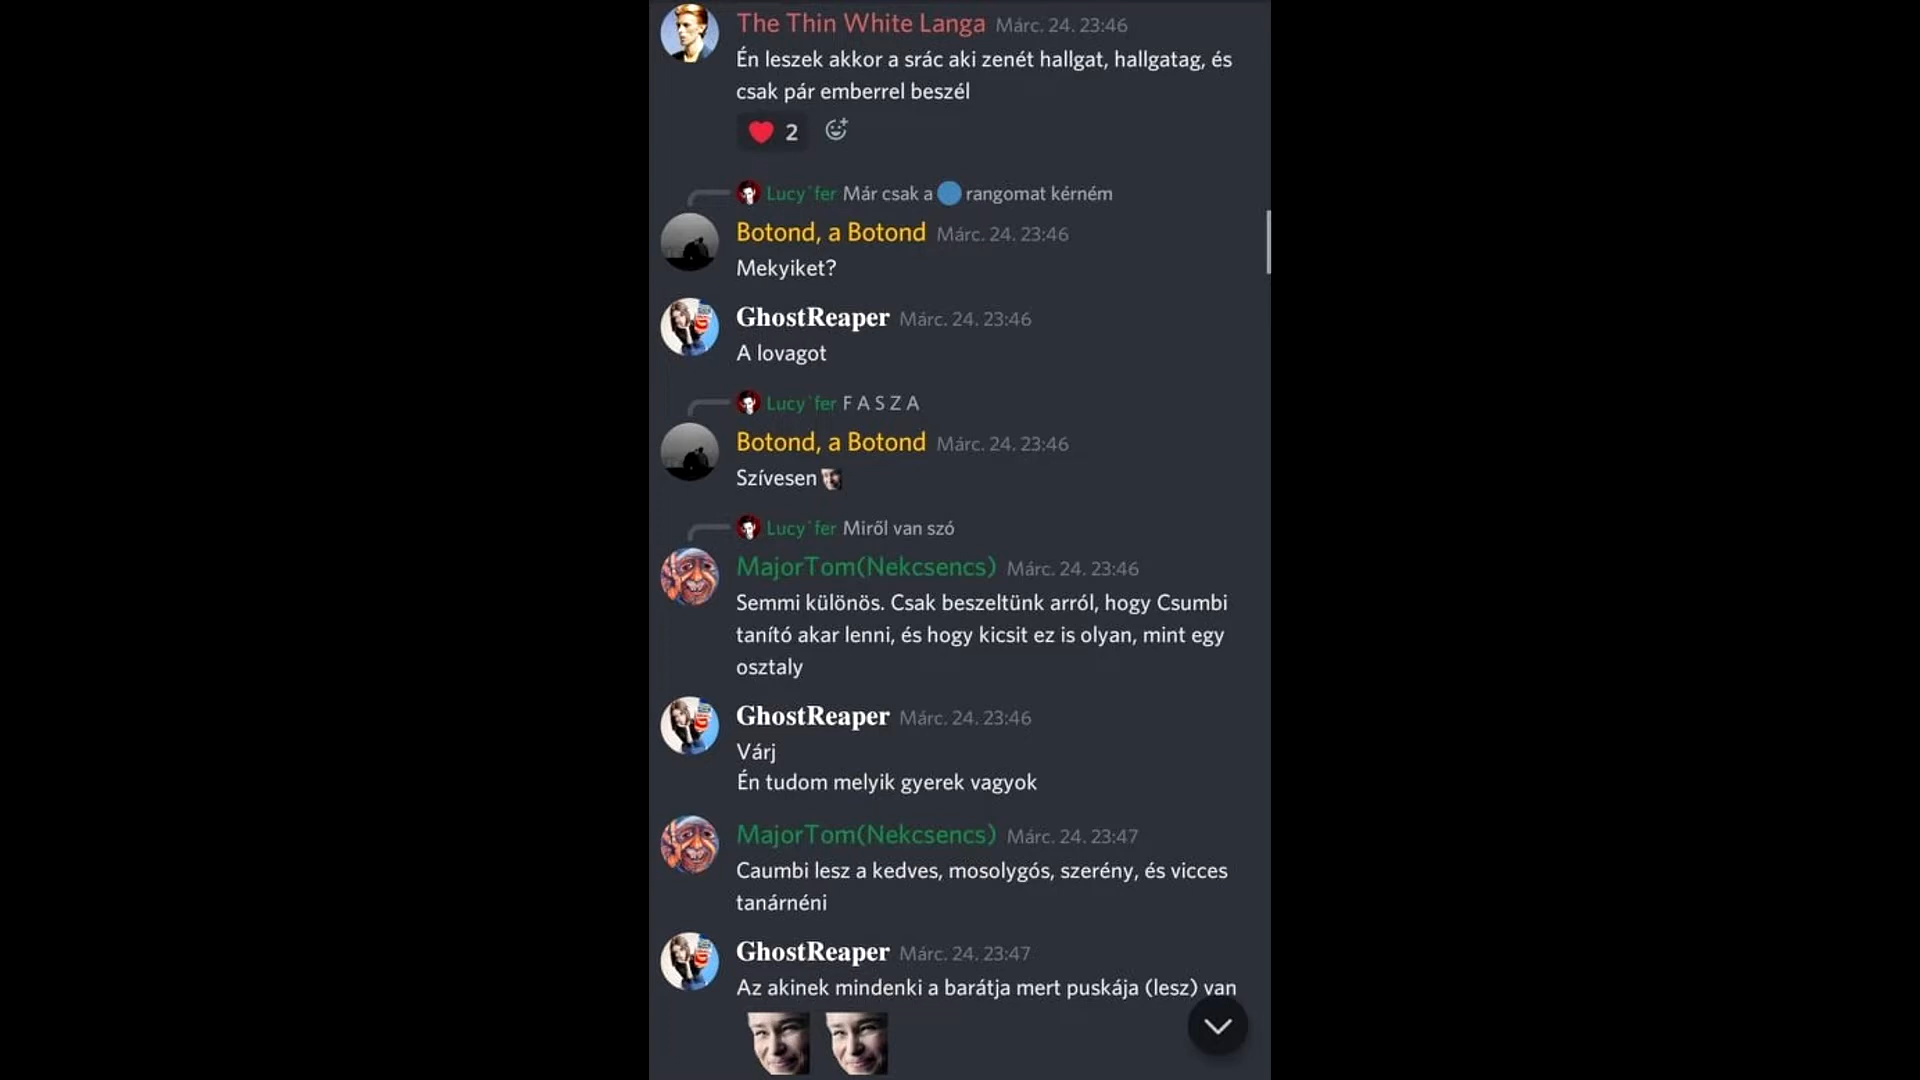 The Thin White Langa Márc. 24. 23:46
Én leszek akkor a srác aki zenét hallgat, hallgatag, és
csak pár emberrel beszél
2
Lucy`fer Már csak a rangomat kérném
Botond, a Botond Márc. 24. 23:46
Mekyiket?
GhostReaper Márc. 24. 23:46
A lovagot
Lucy`fer F A S Z A
Botond, a Botond Márc. 24. 23:46
Szívesen
Lucy`fer Miről van szó
MajorTom(Nekcsencs) Márc. 24. 23:46
Semmi különös. Csak beszeltünk arról, hogy Csumbi
tanító akar lenni, és hogy kicsit ez is olyan, mint egy
osztaly
GhostReaper Márc. 24. 23:46
Várj
Én tudom melyik gyerek vagyok
MajorTom(Nekcsencs) Márc. 24. 23:47
Caumbi lesz a kedves, mosolygós, szerény, és vicces
tanárnéni
GhostReaper Márc. 24. 23:47
Az akinek mindenki a barátja mert puskája (lesz) van